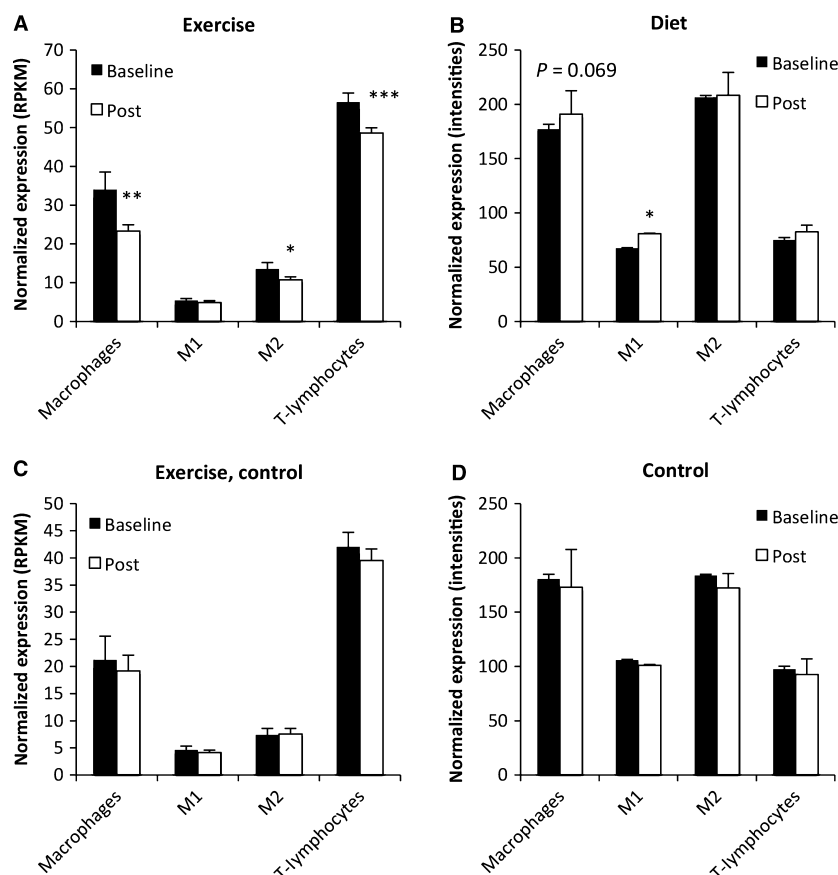 A
Exercise
Normalized expression (RPKM)
70
60
50
40
30
20
10
0
Baseline
Post
**
*
***
Macrophages
M1
M2
T-lymphocytes
B
Diet
Normalized expression (intensities)
250
200
150
100
50
0
P = 0.069
Baseline
Post
*
Macrophages
M1
M2
T-lymphocytes
C
Exercise, control
Normalized expression (RPKM)
50
45
40
35
30
25
20
15
10
5
0
Baseline
Post
Macrophages
M1
M2
T-lymphocytes
D
Control
Normalized expression (intensities)
250
200
150
100
50
0
Baseline
Post
Macrophages
M1
M2
T-lymphocytes